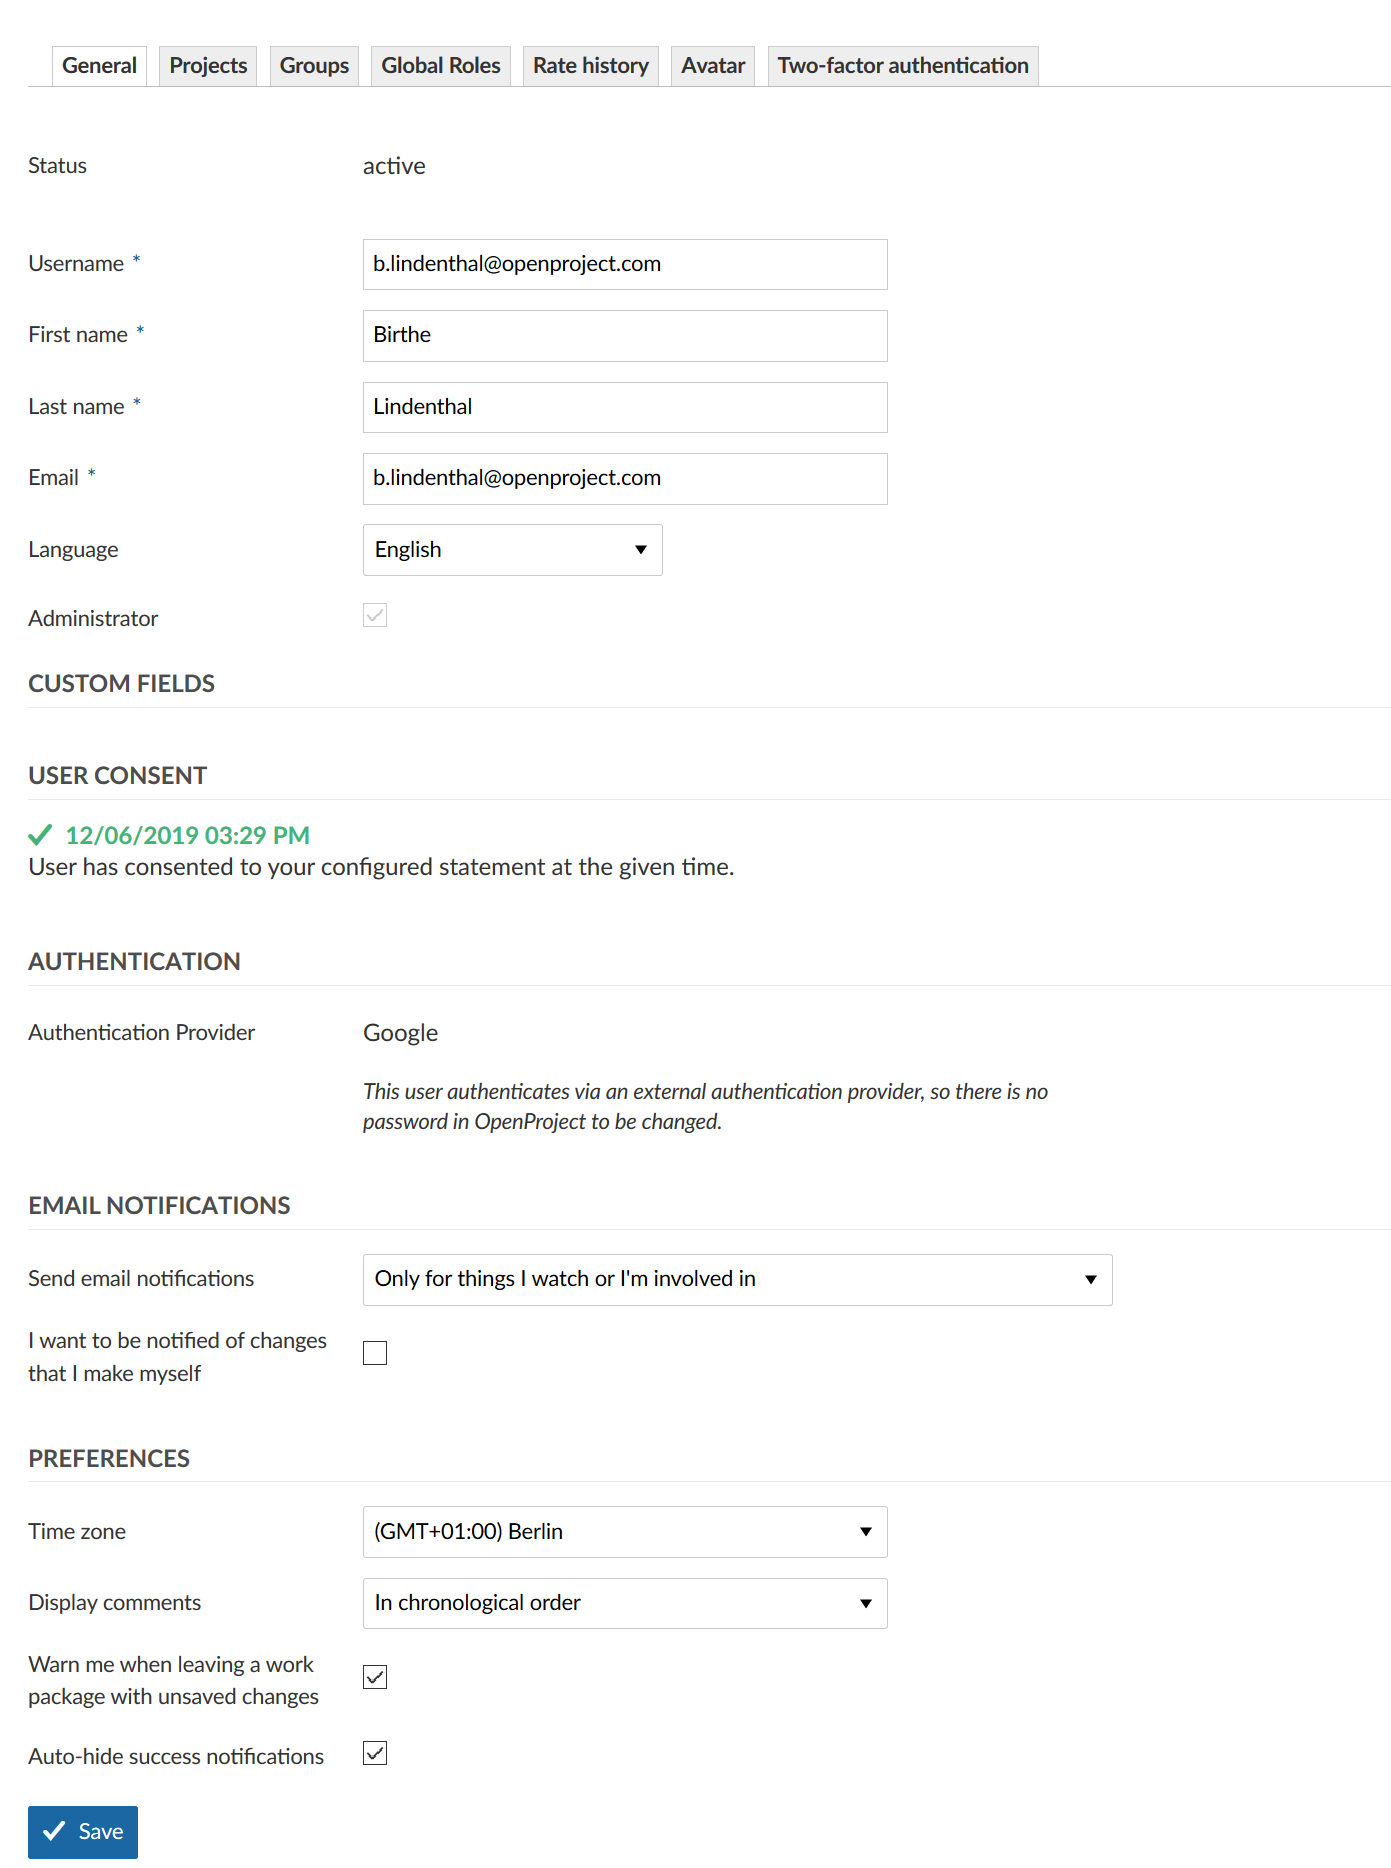 General Projects Groups Global Roles Rate history Avatar Two-factor authentication
Status active
Username * b.lindenthal@openproject.com
First name * Birthe
Last name * Lindenthal
Email * b.lindenthal@openproject.com
Language English
Administrator
CUSTOM FIELDS
USER CONSENT
12/06/2019 03:29 PM
User has consented to your configured statement at the given time.
AUTHENTICATION
Authentication Provider Google
This user authenticates via an external authentication provider, so there is no
password in OpenProject to be changed.
EMAIL NOTIFICATIONS
Send email notifications Only for things I watch or I'm involved in
I want to be notified of changes
that I make myself
PREFERENCES
Time zone (GMT+01:00) Berlin
Display comments In chronological order
Warn me when leaving a work
package with unsaved changes
Auto-hide success notifications
Save